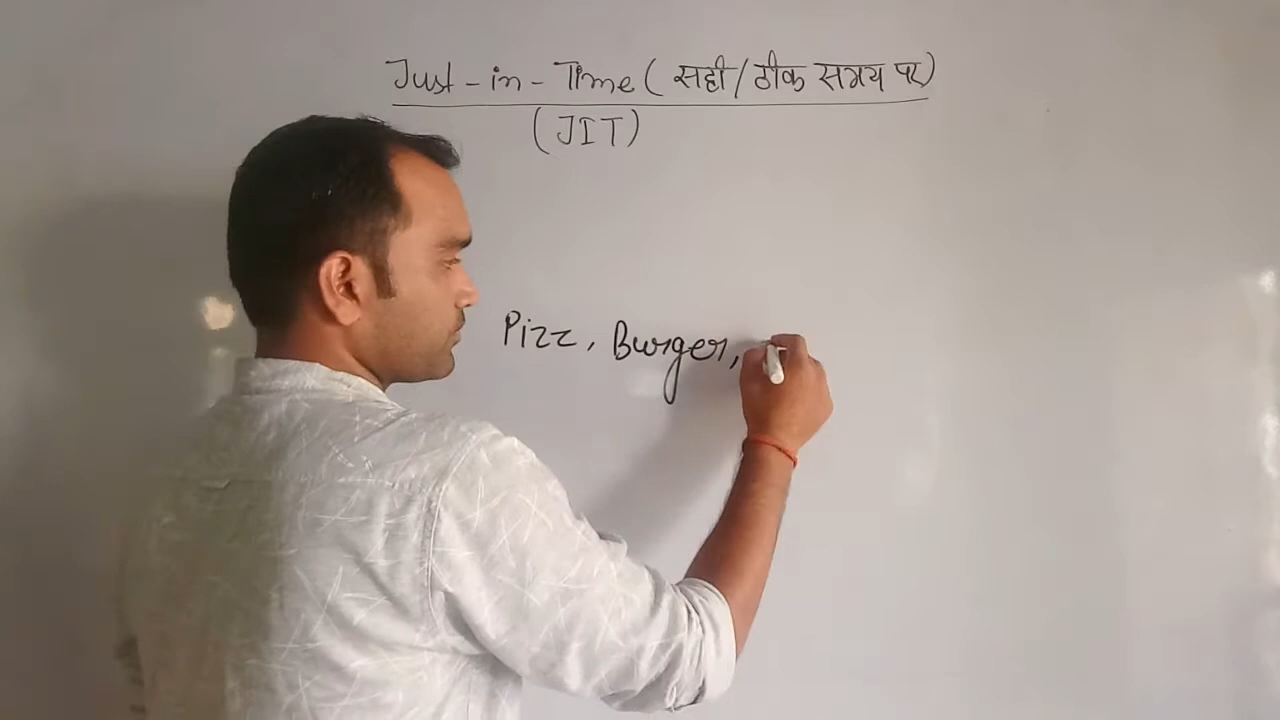 Just-in-Time ( सही/ठीक समय पर)
(JIT)
Pizz, Burger,